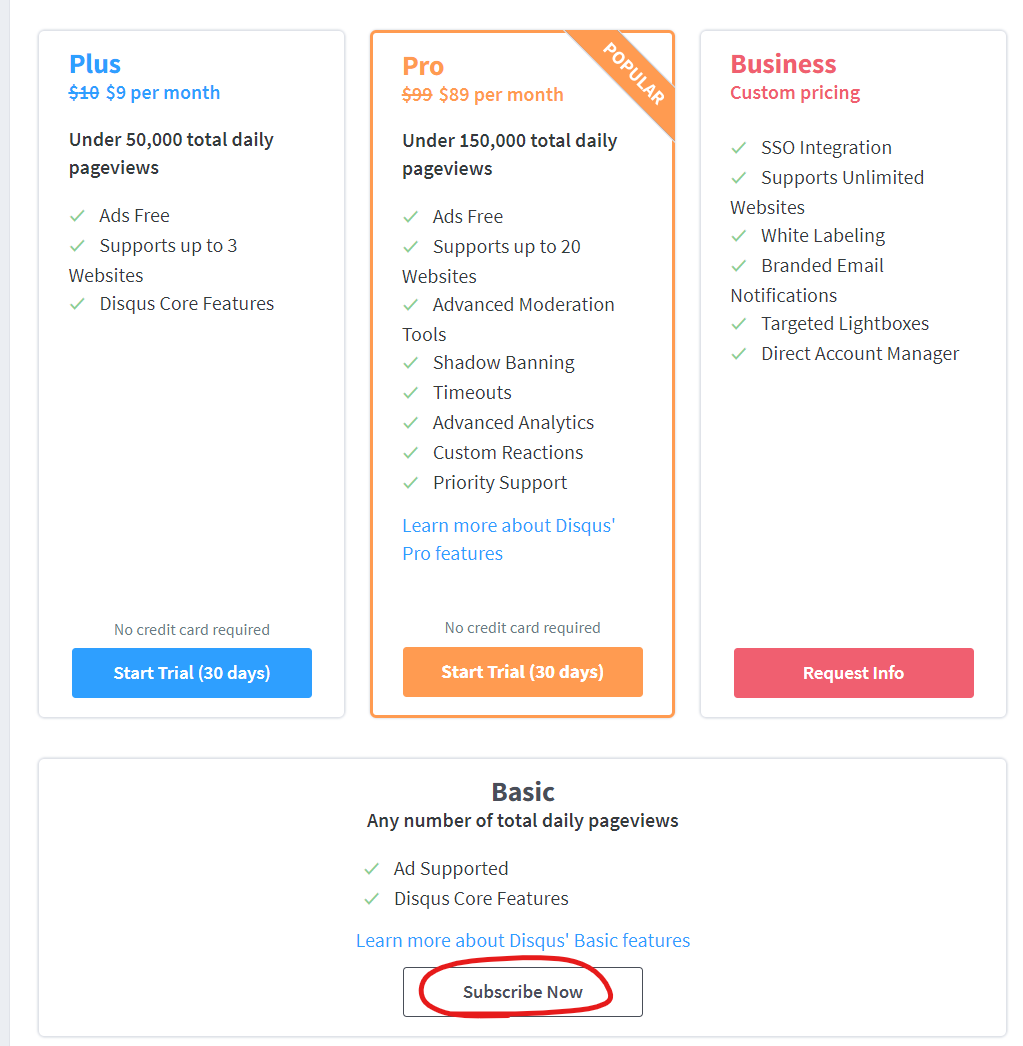 Plus
$10 $9 per month
Under 50,000 total daily
pageviews
Ads Free
Supports up to 3
Websites
Disqus Core Features
No credit card required
Start Trial (30 days)
POPULAR
Pro
$99 $89 per month
Under 150,000 total daily
pageviews
Ads Free
Supports up to 20
Websites
Advanced Moderation
Tools
Shadow Banning
Timeouts
Advanced Analytics
Custom Reactions
Priority Support
Learn more about Disqus'
Pro features
No credit card required
Start Trial (30 days)
Business
Custom pricing
SSO Integration
Supports Unlimited
Websites
White Labeling
Branded Email
Notifications
Targeted Lightboxes
Direct Account Manager
Request Info
Basic
Any number of total daily pageviews
Ad Supported
Disqus Core Features
Learn more about Disqus' Basic features
Subscribe Now